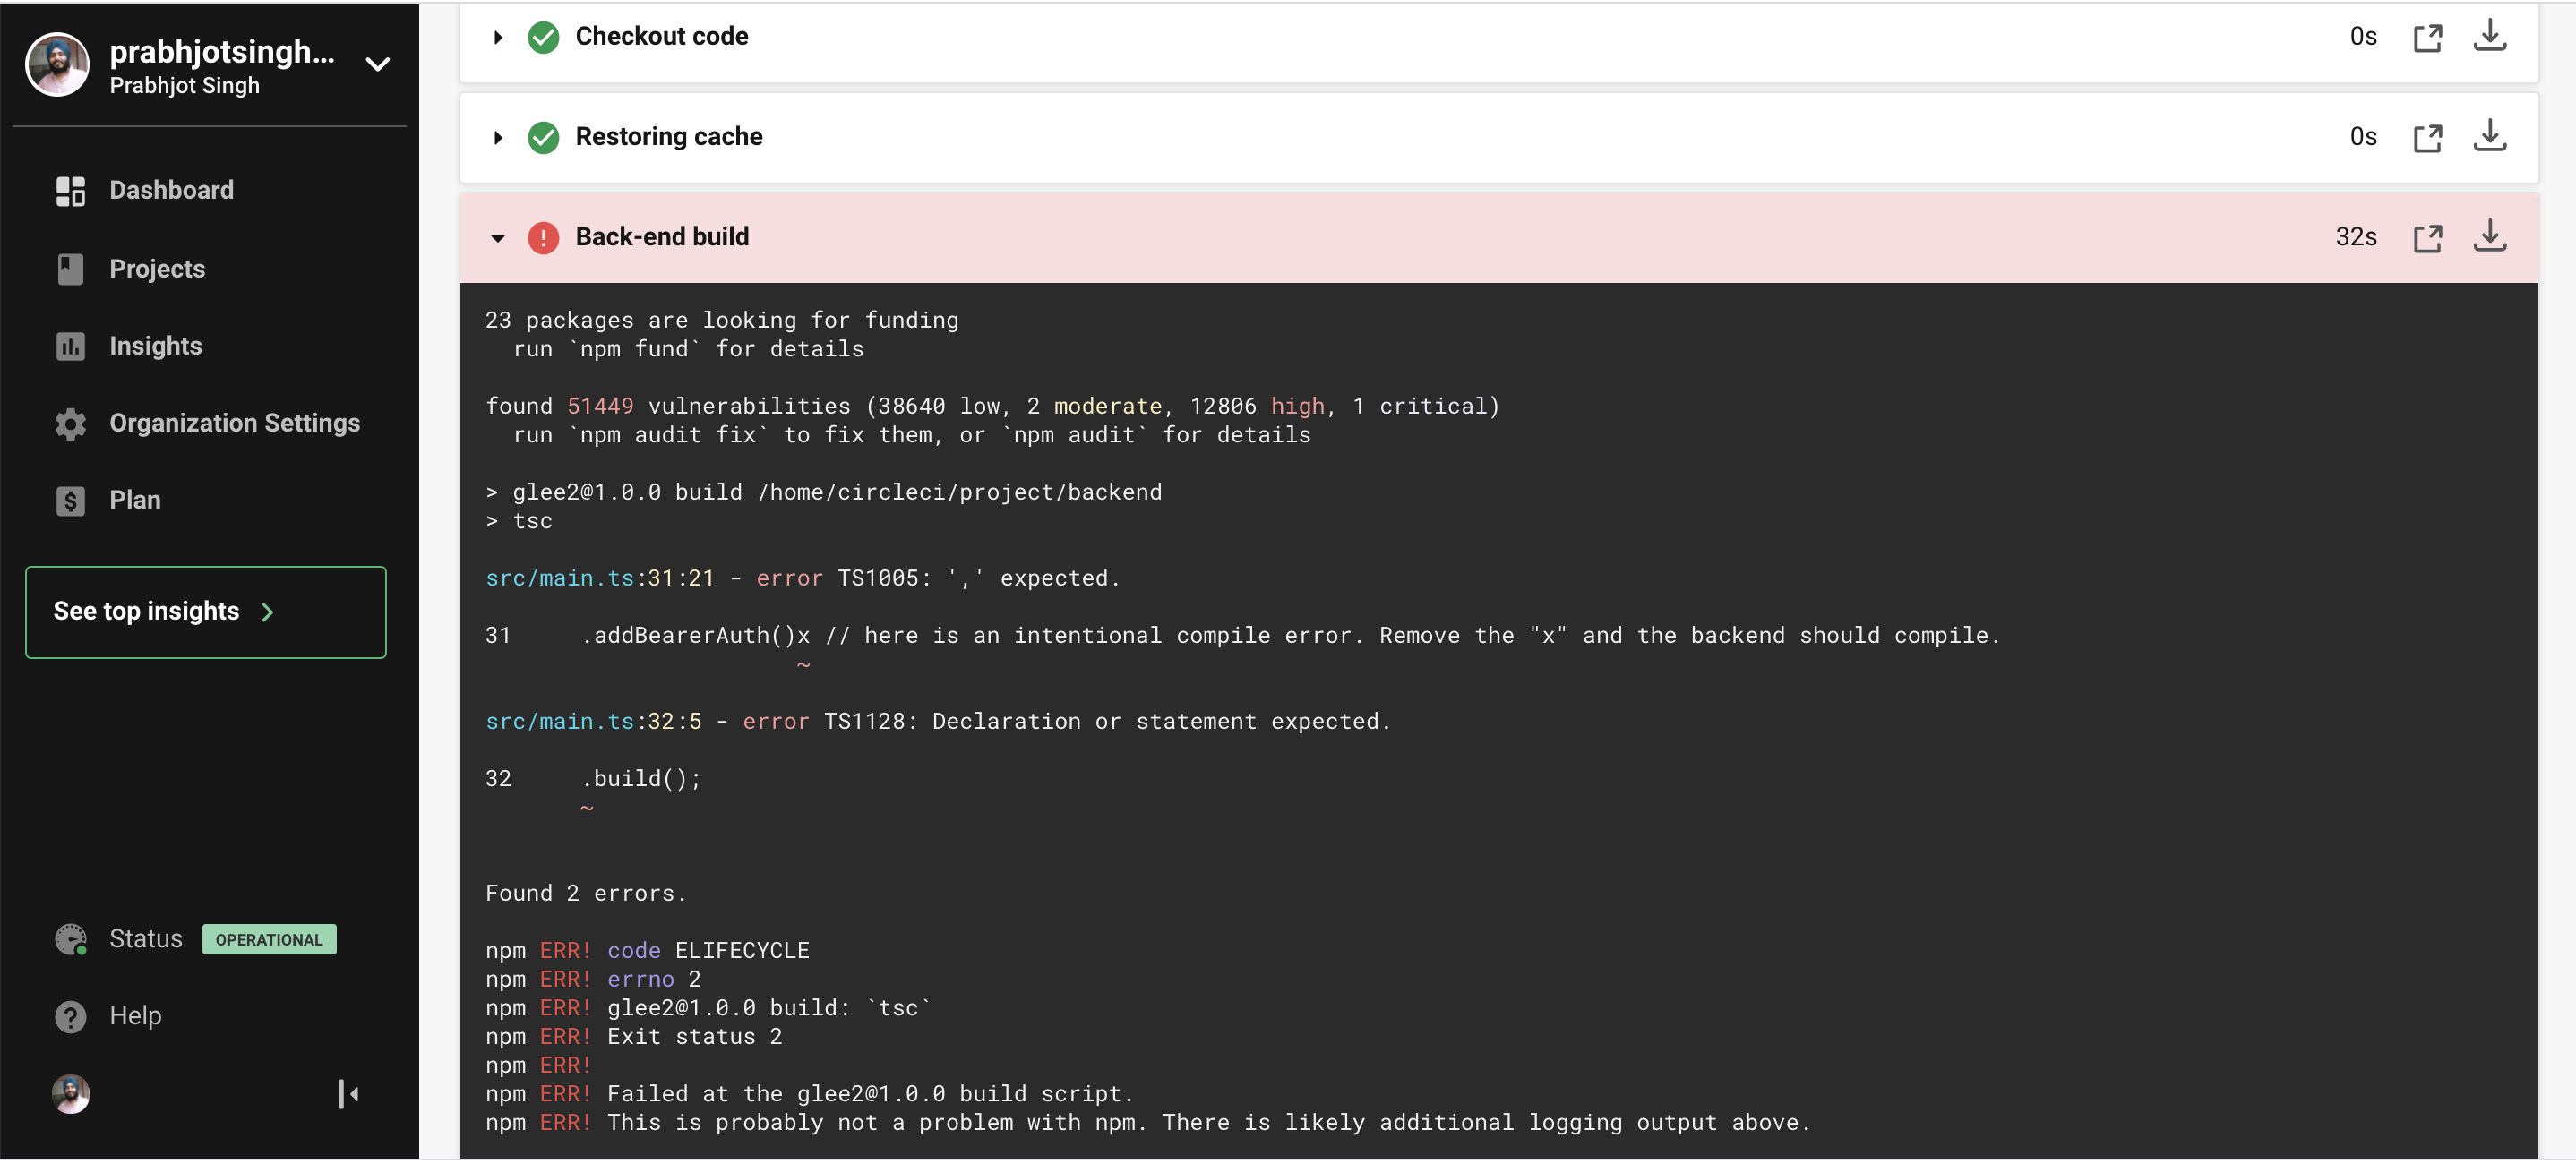 prabhjotsingh...
Prabhjot Singh
Dashboard
Projects
Insights
Organization Settings
Plan
See top insights
Status OPERATIONAL
Help
Checkout code 0s
Restoring cache 0s
Back-end build 32s
23 packages are looking for funding
  run `npm fund` for details
found 51449 vulnerabilities (38640 low, 2 moderate, 12806 high, 1 critical)
  run `npm audit fix` to fix them, or `npm audit` for details
> glee2@1.0.0 build /home/circleci/project/backend
> tsc
src/main.ts:31:21 - error TS1005: ',' expected.
31     .addBearerAuth()x // here is an intentional compile error. Remove the "x" and the backend should compile.
                       ~
src/main.ts:32:5 - error TS1128: Declaration or statement expected.
32     .build();
       ~
Found 2 errors.
npm ERR! code ELIFECYCLE
npm ERR! errno 2
npm ERR! glee2@1.0.0 build: `tsc`
npm ERR! Exit status 2
npm ERR!
npm ERR! Failed at the glee2@1.0.0 build script.
npm ERR! This is probably not a problem with npm. There is likely additional logging output above.